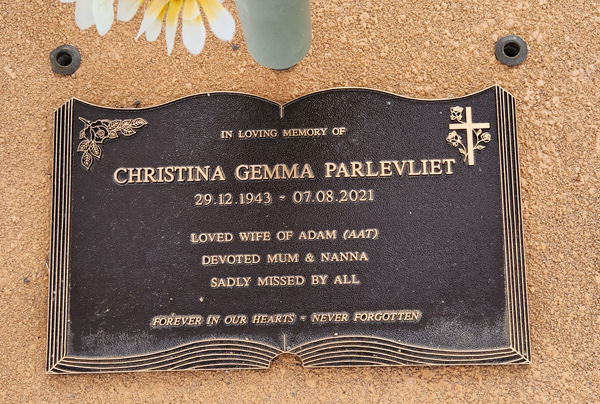 IN LOVING MEMORY OF
CHRISTINA GEMMA PARLEVLIET
29.12.1943 - 07.08.2021
LOVED WIFE OF ADAM (AAT)
DEVOTED MUM & NANNA
SADLY MISSED BY ALL
FOREVER IN OUR HEARTS - NEVER FORGOTTEN